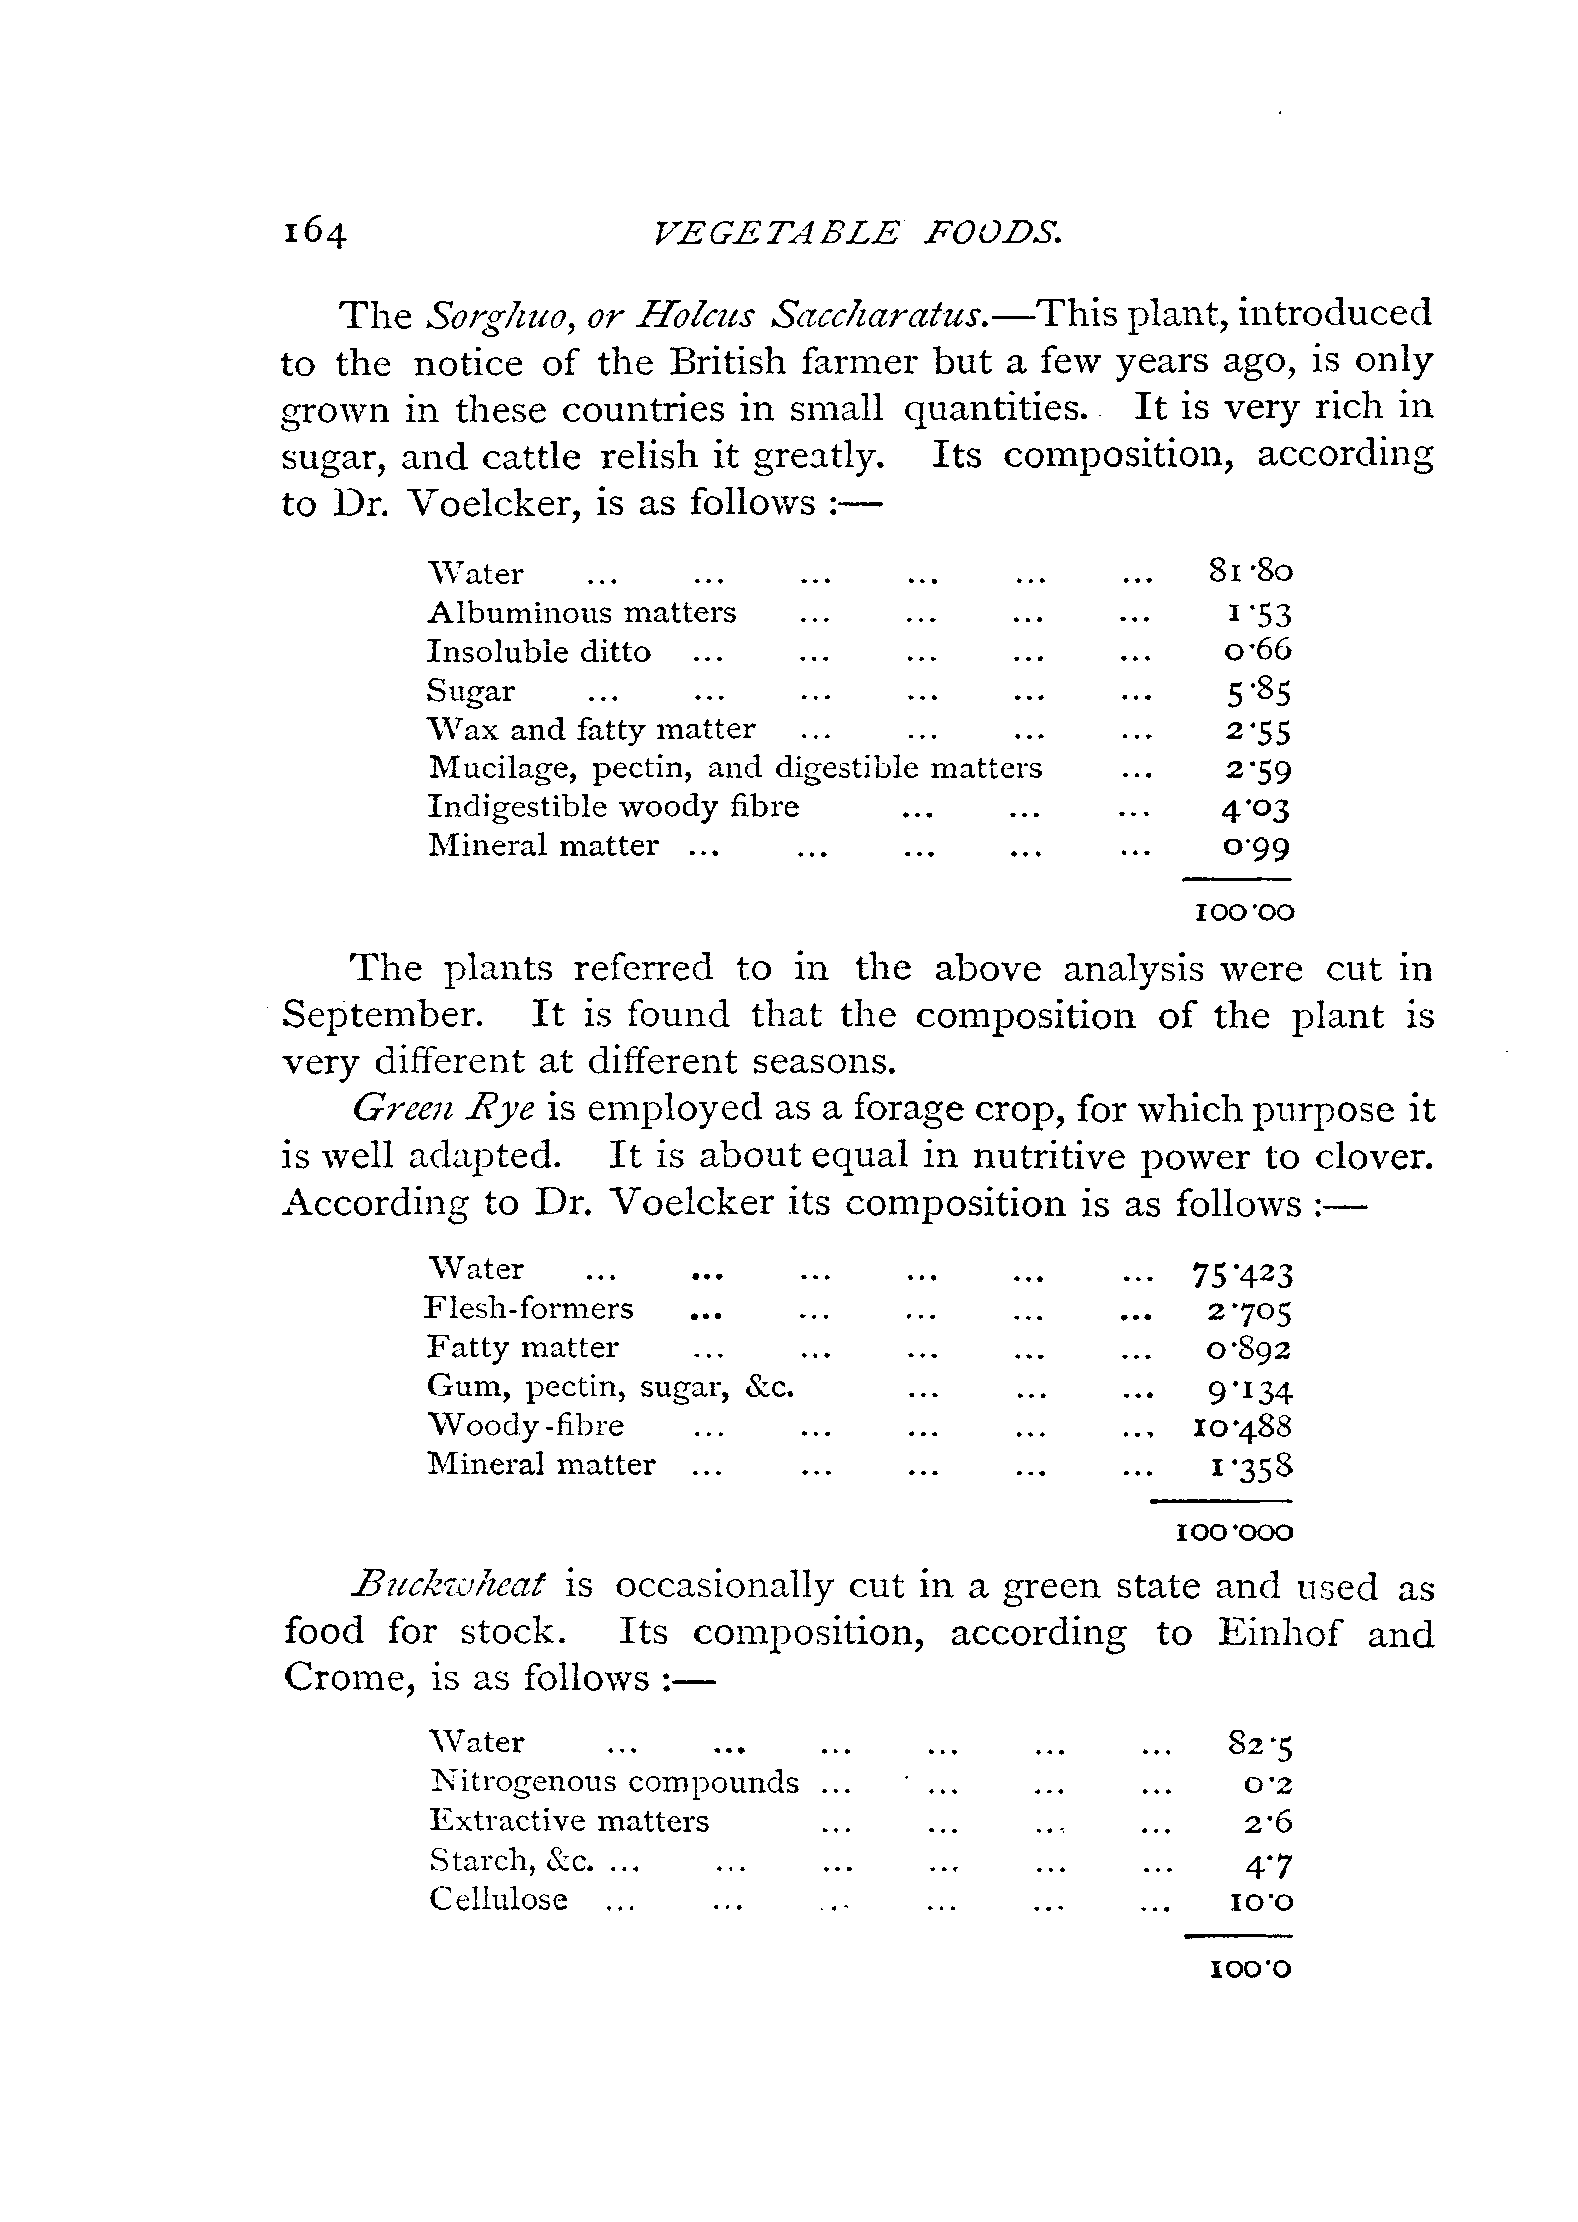 164 VEGETABLE FOODS.
The Sorghuo, or Holcus Saccharatus.—This plant, introduced
to the notice of the British farmer but a few years ago, is only
grown in these countries in small quantities. It is very rich in
sugar, and cattle relish it greatly. Its composition, according
to Dr. Voelcker, is as follows :—
Water ... ... ... ... ... ... 81·80
Albuminous matters ... ... ... ... 1·53
Insoluble ditto ... ... ... ... ... 0·66
Sugar ... ... ... ... ... ... 5·85
Wax and fatty matter ... ... ... ... 2·55
Mucilage, pectin, and digestible matters ... 2·59
Indigestible woody fibre ... ... ... 4·03
Mineral matter ... ... ... ... ... 0·99
100·00
The plants referred to in the above analysis were cut in
September. It is found that the composition of the plant is
very different at different seasons.
Green Rye is employed as a forage crop, for which purpose it
is well adapted. It is about equal in nutritive power to clover.
According to Dr. Voelcker its composition is as follows :—
Water ... ... ... ... ... ... 75·423
Flesh-formers ... ... ... ... ... 2·705
Fatty matter ... ... ... ... ... 0·892
Gum, pectin, sugar, &c. ... ... ... 9·134
Woody-fibre ... ... ... ... ... 10·488
Mineral matter ... ... ... ... ... 1·358
100·000
Buckwheat is occasionally cut in a green state and used as
food for stock. Its composition, according to Einhof and
Crome, is as follows :—
Water ... ... ... ... ... ... 82·5
Nitrogenous compounds ... ... ... ... 0·2
Extractive matters ... ... ... ... 2·6
Starch, &c. ... ... ... ... ... ... 4·7
Cellulose ... ... ... ... ... ... 10·0
100·0